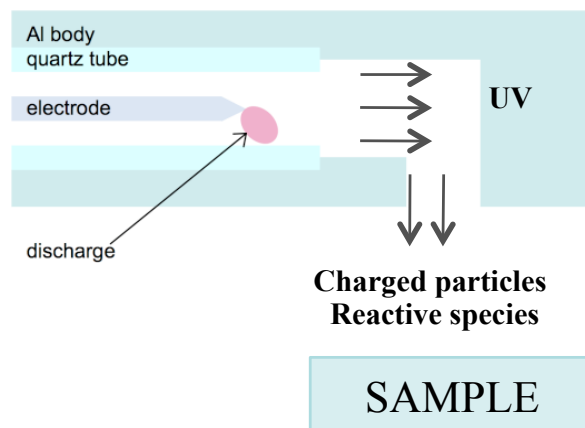 Al body
quartz tube
UV
electrode
discharge
Charged particles
Reactive species
SAMPLE